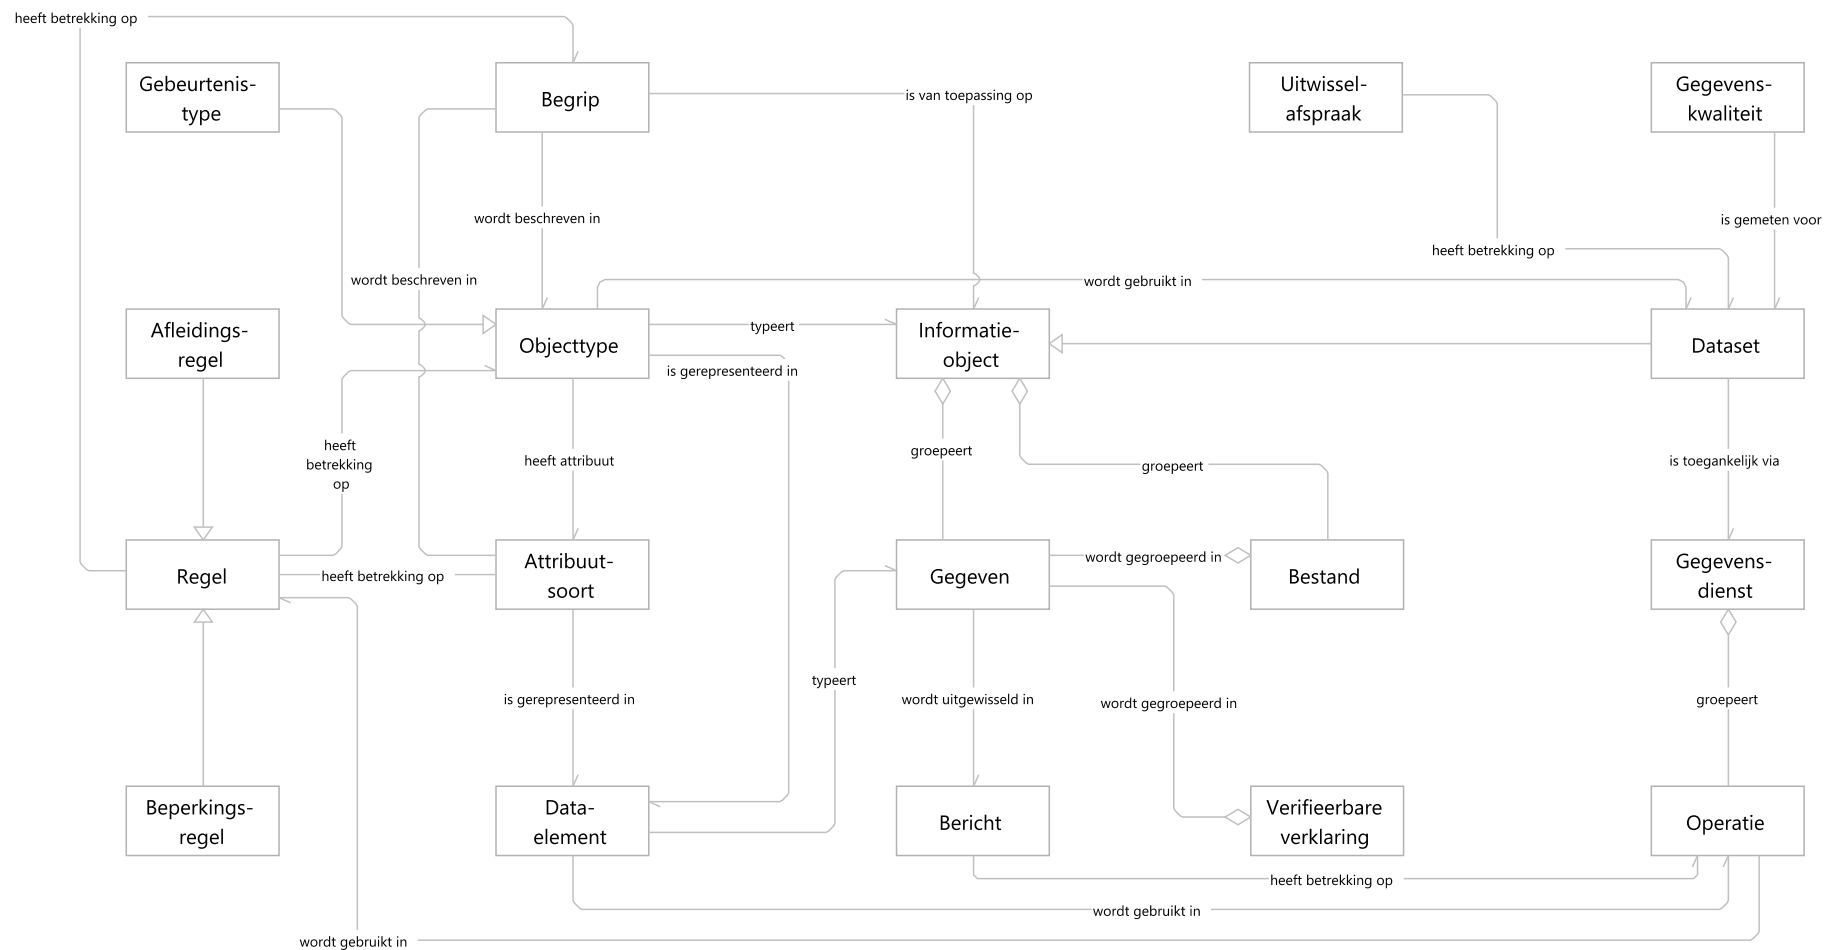 heeft betrekking op
Gebeurtenis-
type
Begrip
is van toepassing op
Uitwissel-
afspraak
Gegevens-
kwaliteit
wordt beschreven in
is gemeten voor
heeft betrekking op
wordt beschreven in
wordt gebruikt in
Afleidings-
regel
Objecttype
typeert
Informatie-
object
Dataset
is gerepresenteerd in
heeft
betrekking
op
heeft attribuut
groepeert
groepeert
is toegankelijk via
Regel
heeft betrekking op
Attribuut-
soort
Gegeven
wordt gegroepeerd in
Bestand
Gegevens-
dienst
typeert
is gerepresenteerd in
wordt uitgewisseld in
wordt gegroepeerd in
groepeert
Beperkings-
regel
Data-
element
Bericht
Verifieerbare
verklaring
Operatie
heeft betrekking op
wordt gebruikt in
wordt gebruikt in